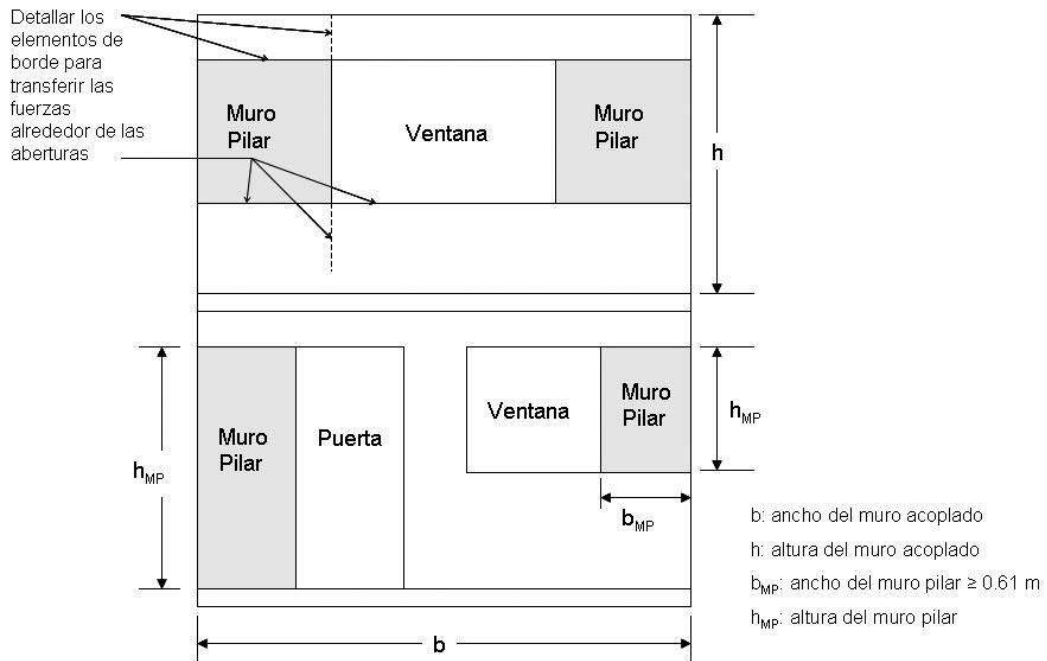 Detallar los
elementos de
borde para
transferir las
fuerzas
alrededor de las
aberturas
Muro
Pilar
Ventana
Muro
Pilar
h
h_MP
Muro
Pilar
Puerta
Ventana
Muro
Pilar
h_MP
b_MP
b
b: ancho del muro acoplado
h: altura del muro acoplado
b_MP: ancho del muro pilar ≥ 0.61 m
h_MP: altura del muro pilar